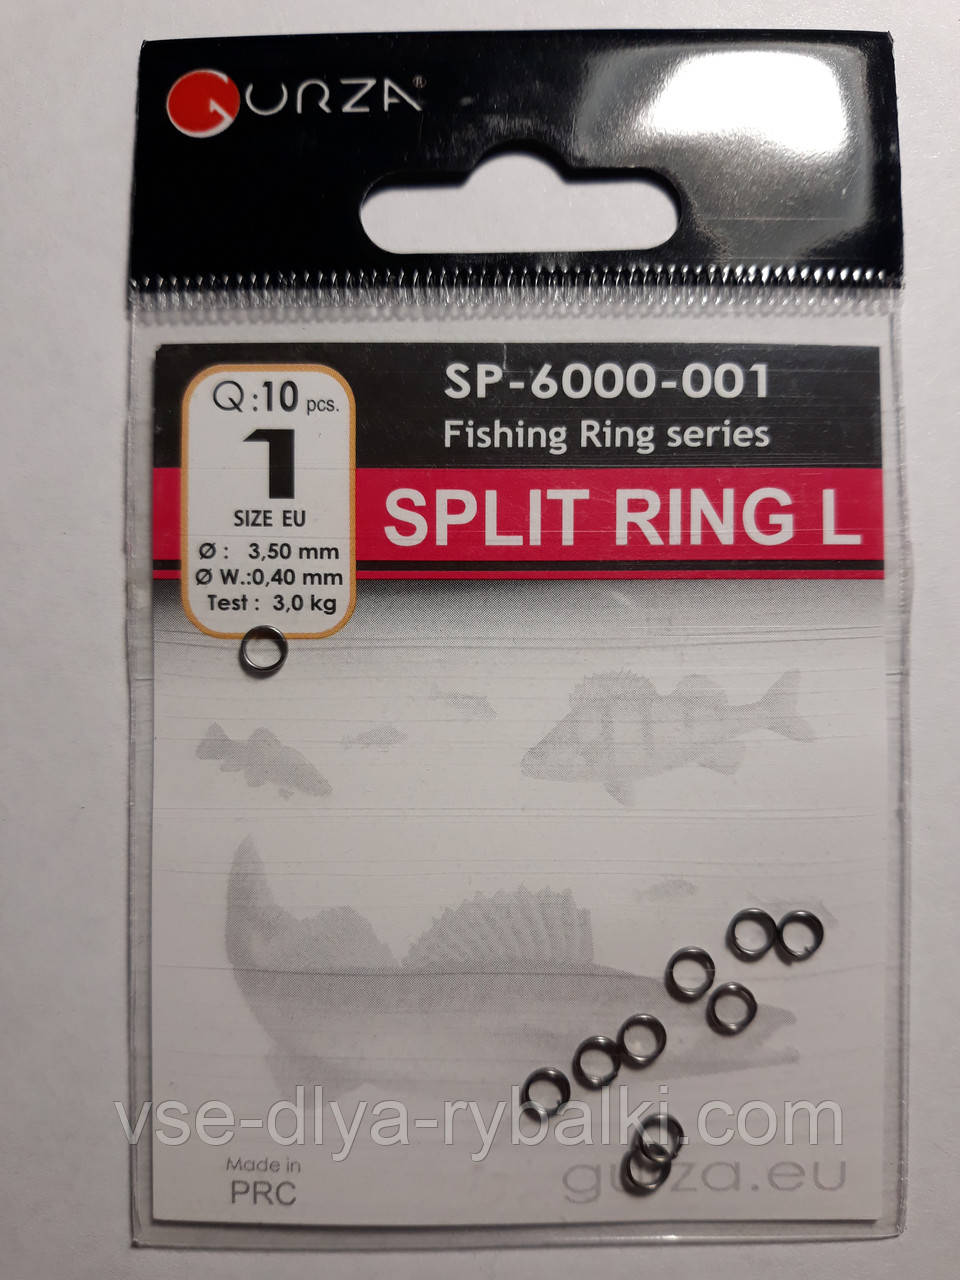 GURZA®
Q:10 pcs.
1
SIZE EU
Ø : 3,50 mm
Ø W.:0,40 mm
Test : 3,0 kg
SP-6000-001
Fishing Ring series
SPLIT RING L
vse-dlya-rybalki.com
Made in
PRC
gurza.eu